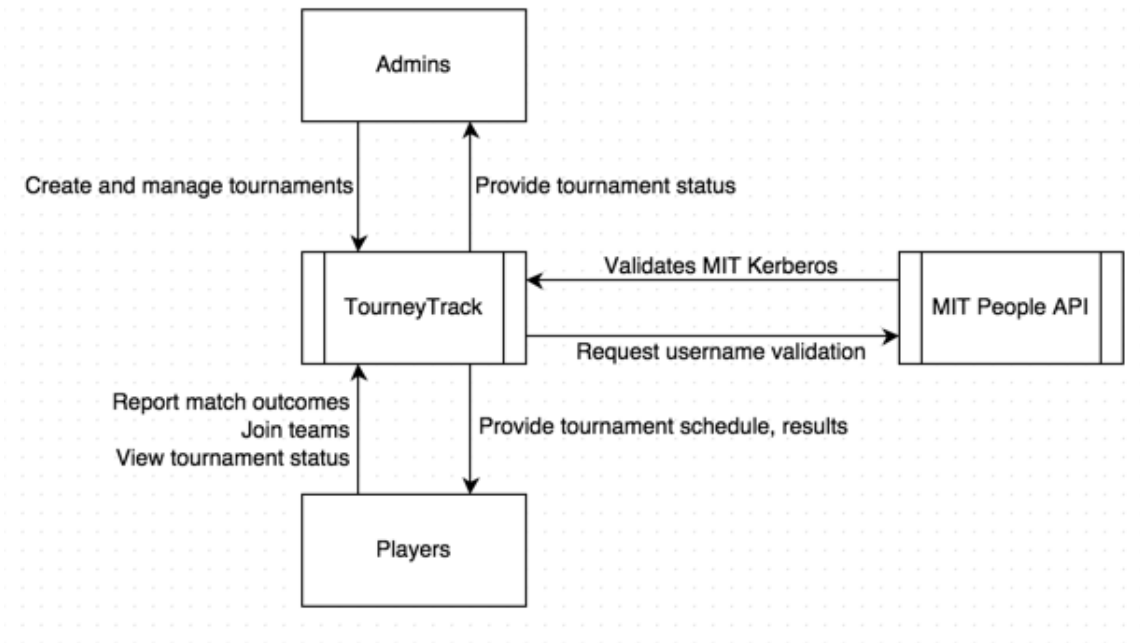 Admins
Create and manage tournaments
Provide tournament status
Validates MIT Kerberos
TourneyTrack
MIT People API
Request username validation
Report match outcomes
Join teams
View tournament status
Provide tournament schedule, results
Players